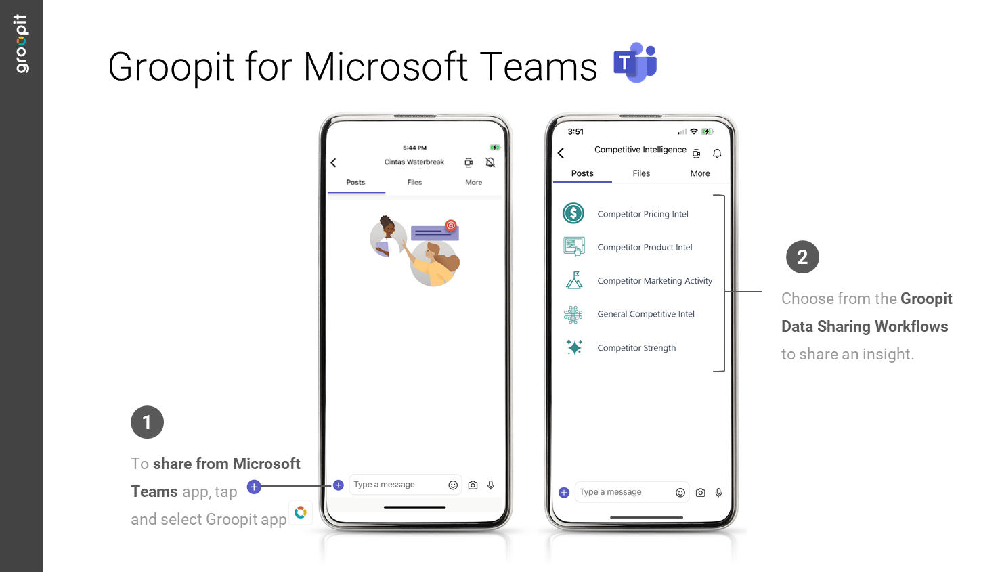 groopit
Groopit for Microsoft Teams
T
5:44 PM
Cintas Waterbreak
Posts Files More
@
Type a message
3:51
Competitive Intelligence
Posts Files More
$
Competitor Pricing Intel
Competitor Product Intel
Competitor Marketing Activity
General Competitive Intel
Competitor Strength
Type a message
1
To share from Microsoft
Teams app, tap +
and select Groopit app
2
Choose from the Groopit
Data Sharing Workflows
to share an insight.